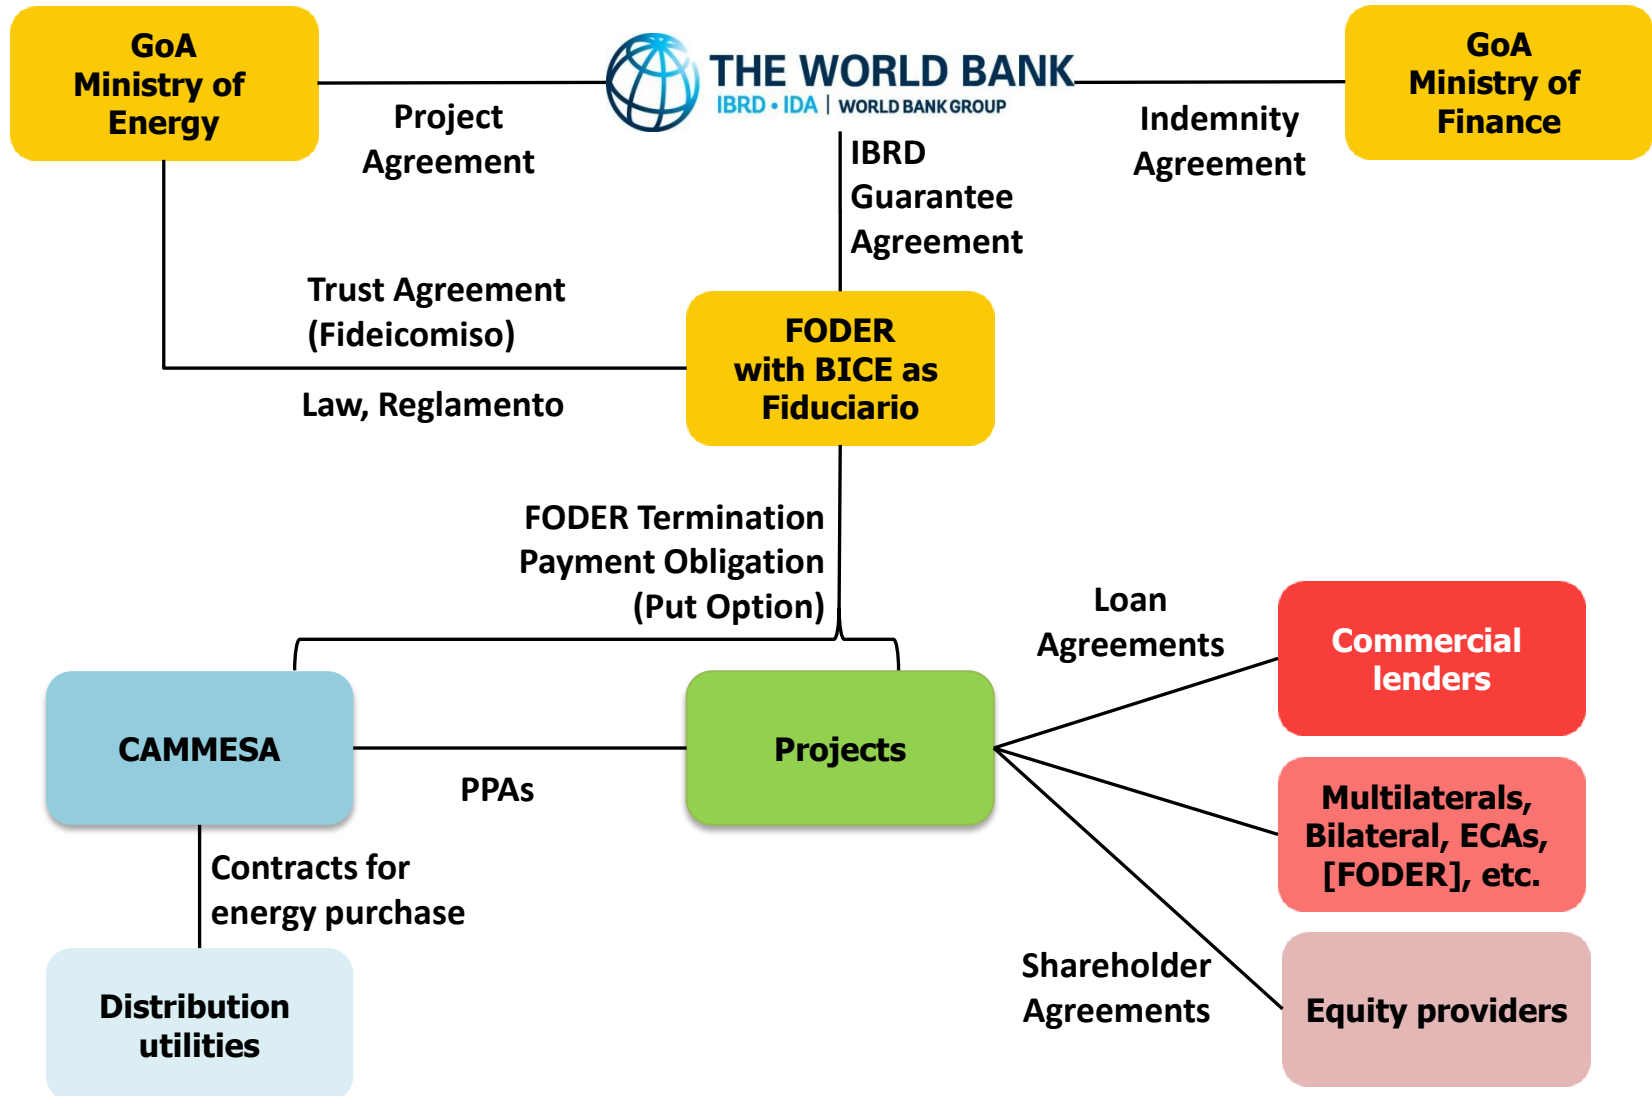 GoA
Ministry of
Energy
THE WORLD BANK
IBRD • IDA | WORLD BANK GROUP
GoA
Ministry of
Finance
Project
Agreement
Indemnity
Agreement
IBRD
Guarantee
Agreement
Trust Agreement
(Fideicomiso)
Law, Reglamento
FODER
with BICE as
Fiduciario
FODER Termination
Payment Obligation
(Put Option)
Loan
Agreements
Commercial
lenders
CAMMESA
PPAs
Projects
Multilaterals,
Bilateral, ECAs,
[FODER], etc.
Contracts for
energy purchase
Shareholder
Agreements
Equity providers
Distribution
utilities